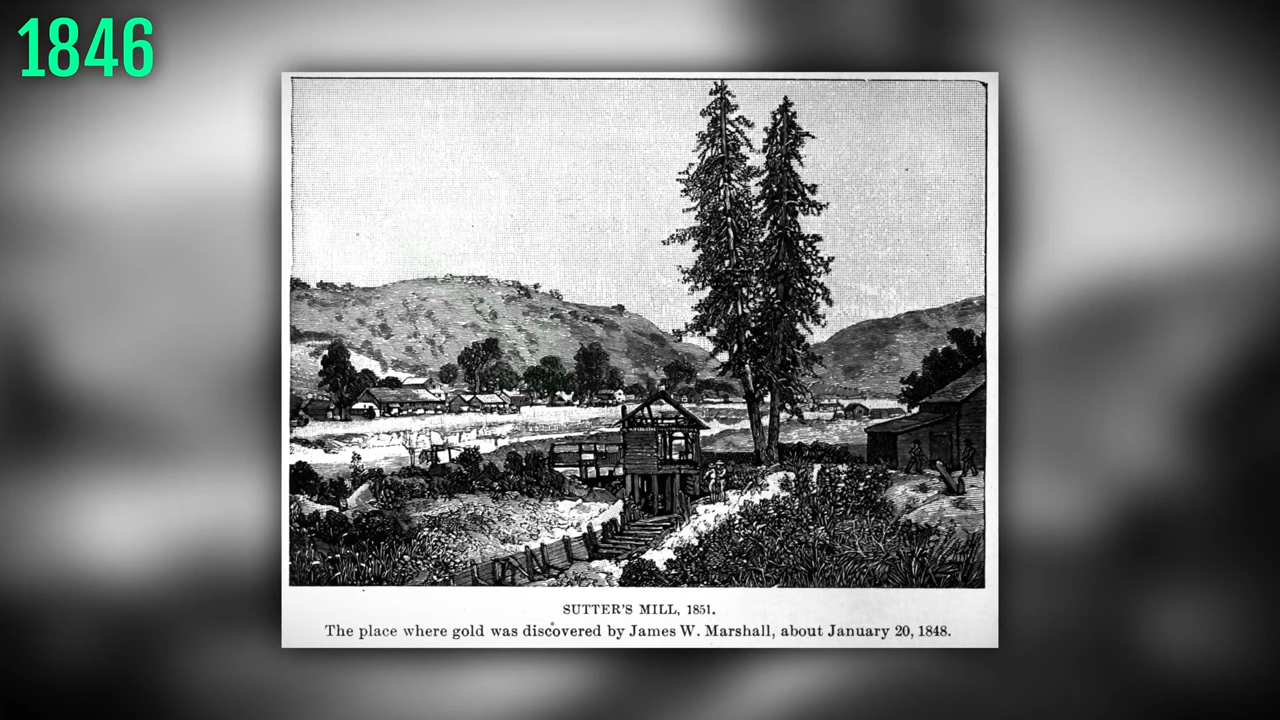 1846
SUTTER'S MILL, 1851.
The place where gold was discovered by James W. Marshall, about January 20, 1848.